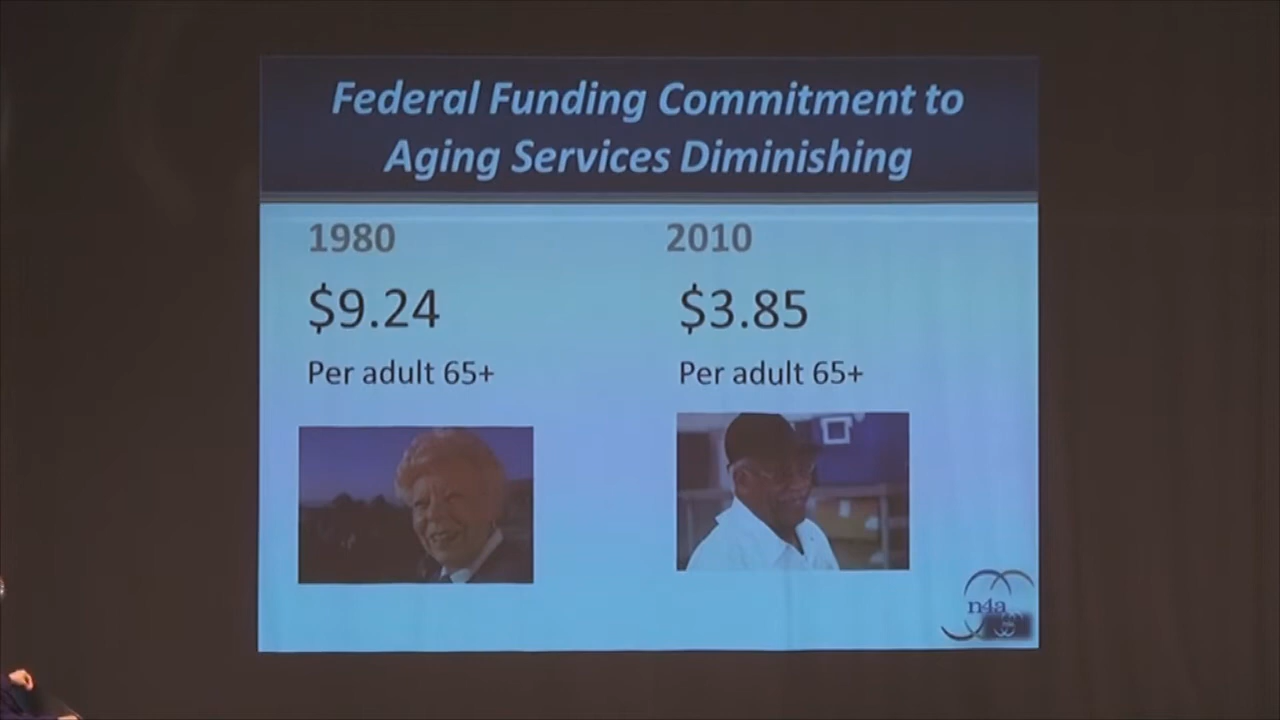 Federal Funding Commitment to
Aging Services Diminishing
1980
2010
$9.24
$3.85
Per adult 65+
Per adult 65+
n4a